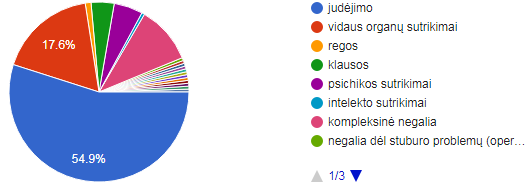 17.6%
54.9%
judėjimo
vidaus organų sutrikimai
regos
klausos
psichikos sutrikimai
intelekto sutrikimai
kompleksinė negalia
negalia dėl stuburo problemų (oper…
1/3